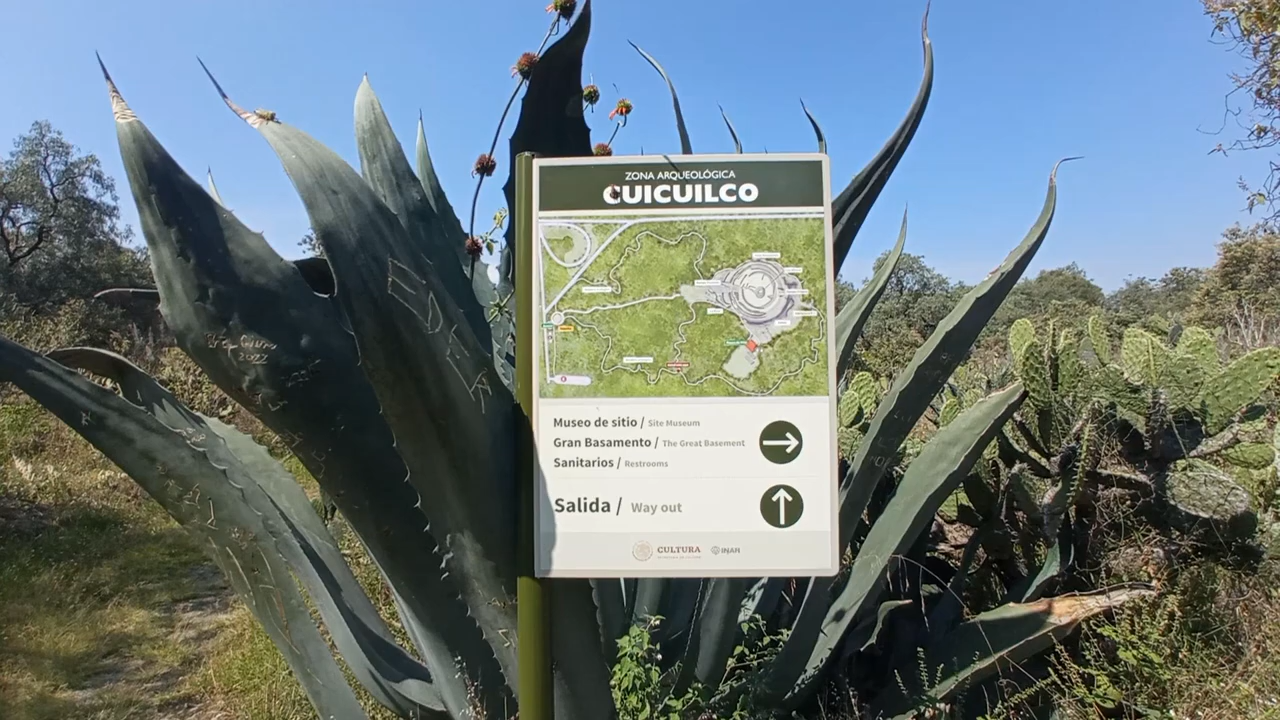 ZONA ARQUEOLÓGICA
CUICUILCO
Museo de sitio / Site Museum
Gran Basamento / The Great Basement
Sanitarios / Restrooms
Salida / Way out
CULTURA
INAH
2022